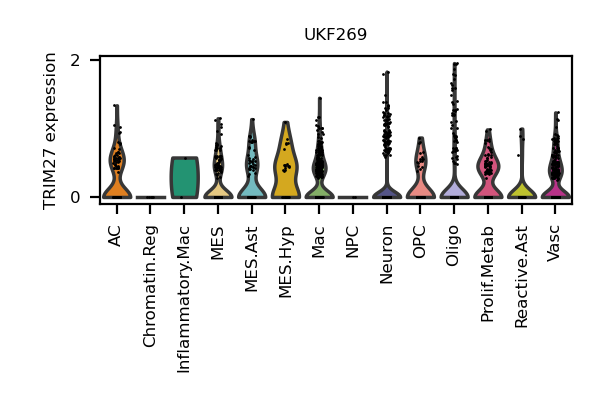 UKF269
TRIM27 expression
2
0
AC
Chromatin.Reg
Inflammatory.Mac
MES
MES.Ast
MES.Hyp
Mac
NPC
Neuron
OPC
Oligo
Prolif.Metab
Reactive.Ast
Vasc